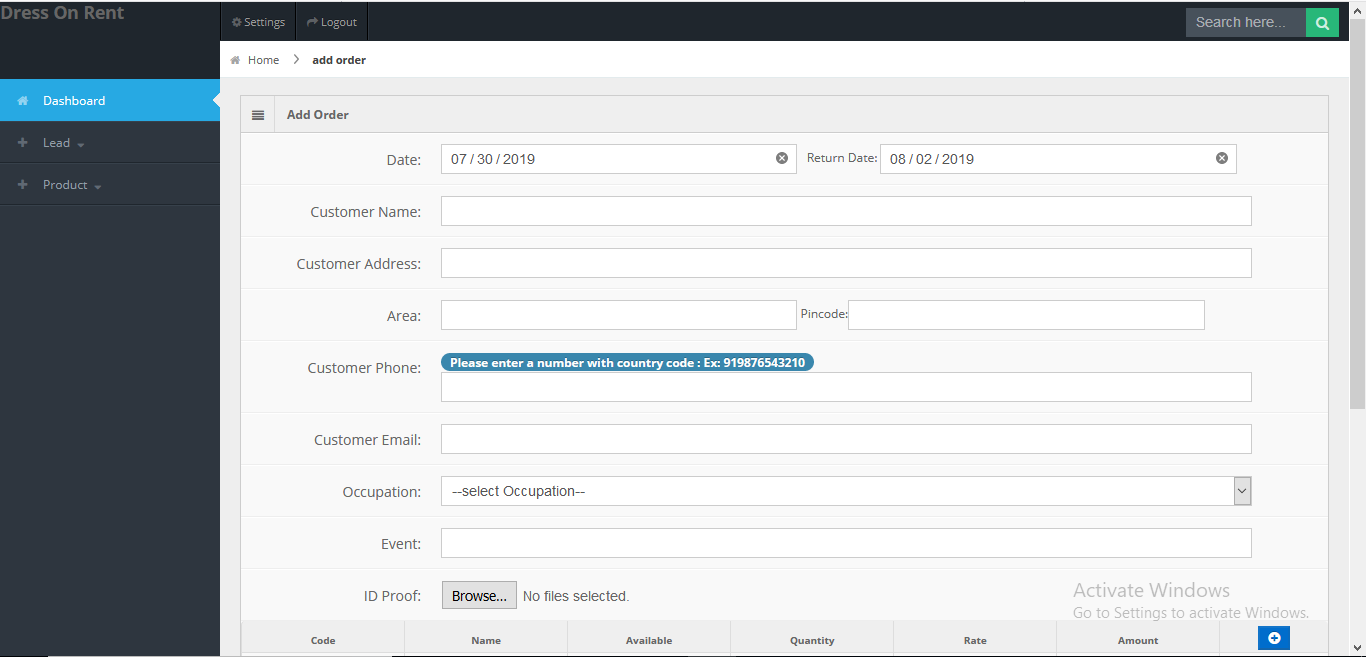 Dress On Rent
Settings Logout Search here...
Home > add order
Dashboard
Lead
Product
Add Order
Date: 07 / 30 / 2019 Return Date: 08 / 02 / 2019
Customer Name:
Customer Address:
Area: Pincode:
Please enter a number with country code : Ex: 919876543210
Customer Phone:
Customer Email:
Occupation: --select Occupation--
Event:
ID Proof: Browse... No files selected.
Activate Windows
Go to Settings to activate Windows.
Code Name Available Quantity Rate Amount